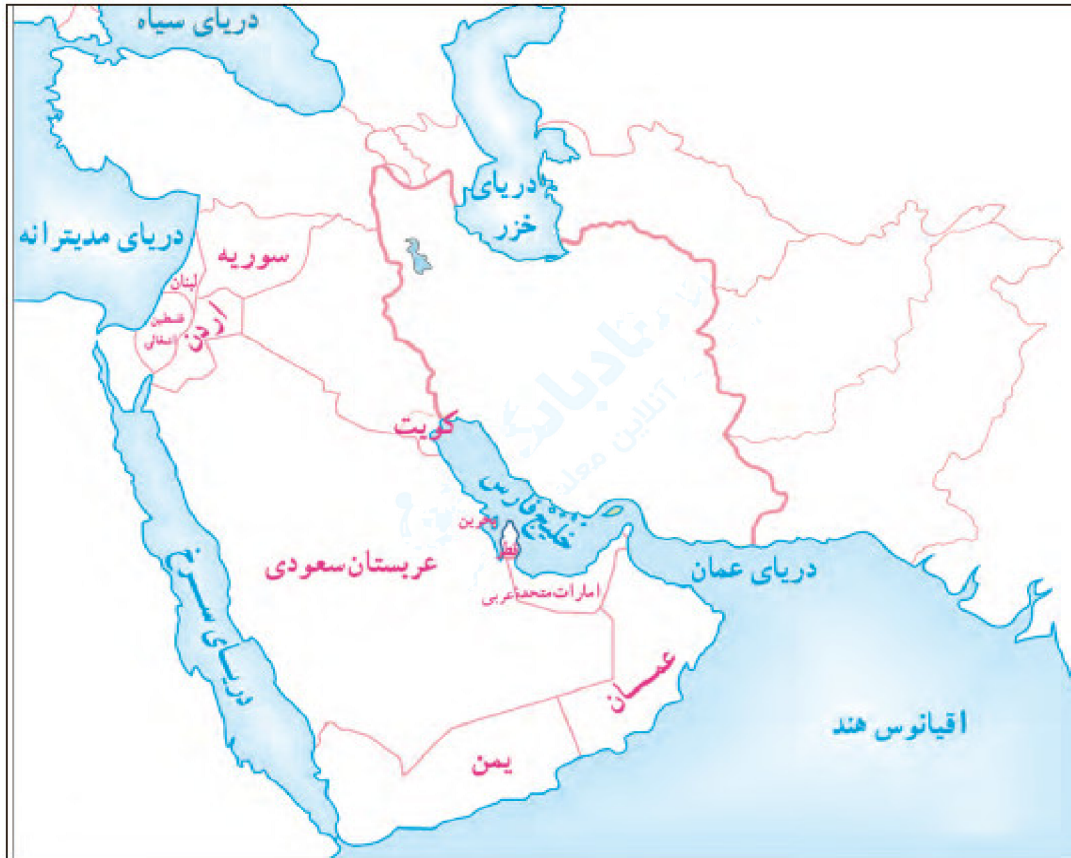 دریای سیاه
دریای
خزر
دریای مدیترانه
سوریه
لبنان
فلسطین
اشغالی
اردن
کویت
خلیج فارس
بحرین
قطر
عربستان سعودی
امارات متحدهٔ عربی
دریای عمان
دریای سرخ
عمان
یمن
اقیانوس هند
آنلاین